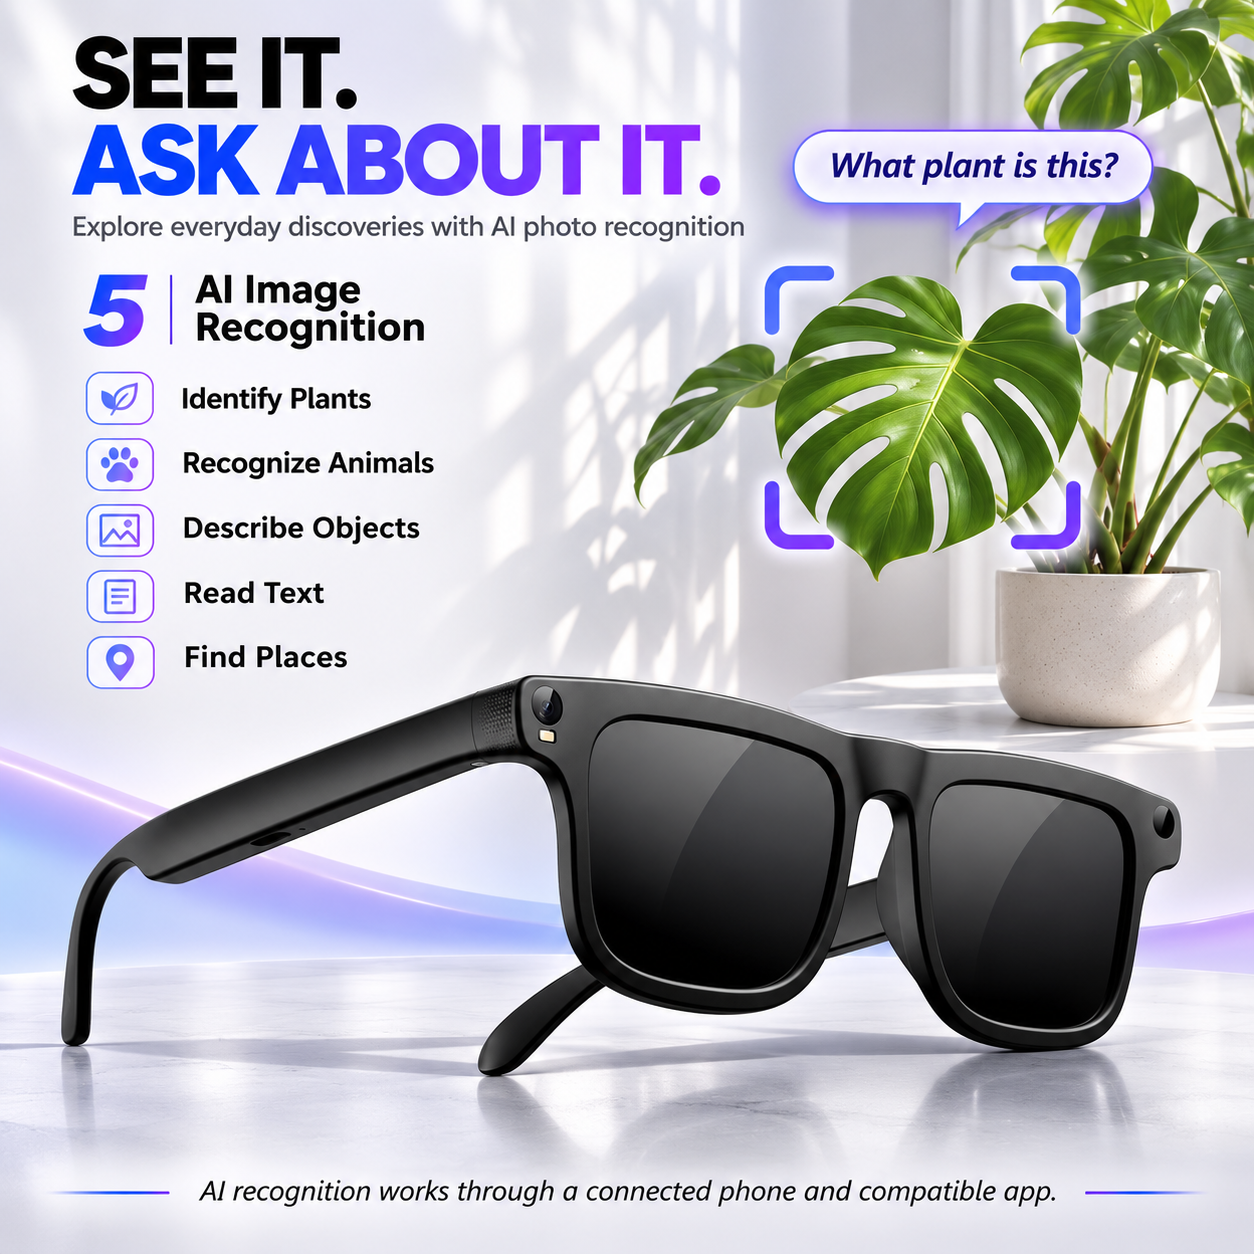 SEE IT.
ASK ABOUT IT.
Explore everyday discoveries with AI photo recognition
5
AI Image
Recognition
Identify Plants
Recognize Animals
Describe Objects
Read Text
Find Places
What plant is this?
AI recognition works through a connected phone and compatible app.